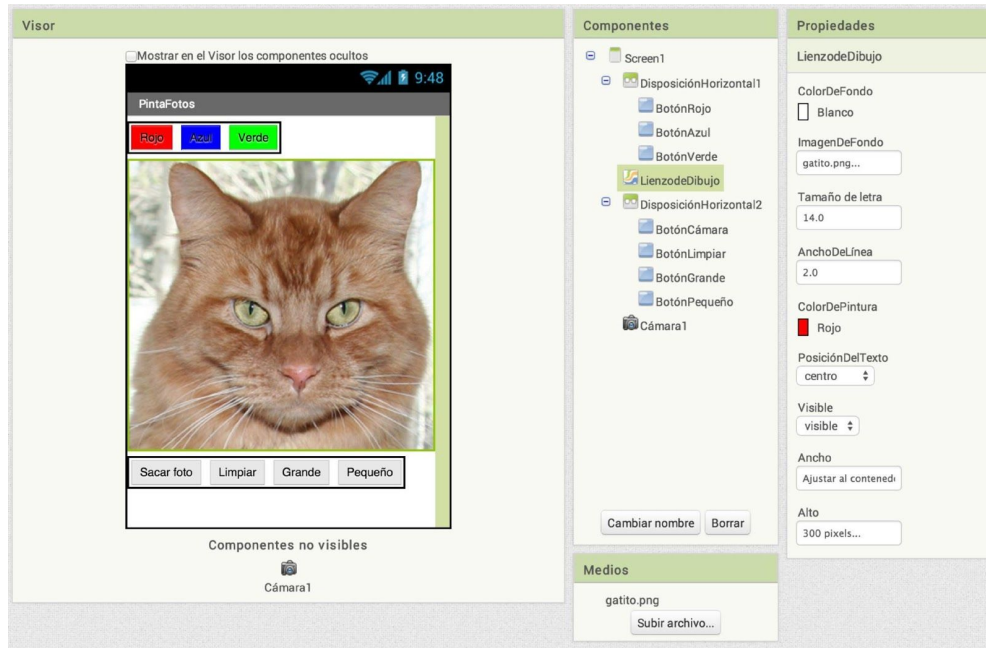 Visor
Mostrar en el Visor los componentes ocultos
9:48
PintaFotos
Rojo Azul Verde
Sacar foto Limpiar Grande Pequeño
Componentes no visibles
Cámara1
Componentes
Screen1
DisposiciónHorizontal1
BotónRojo
BotónAzul
BotónVerde
LienzodeDibujo
DisposiciónHorizontal2
BotónCámara
BotónLimpiar
BotónGrande
BotónPequeño
Cámara1
Cambiar nombre Borrar
Medios
gatito.png
Subir archivo...
Propiedades
LienzodeDibujo
ColorDeFondo
Blanco
ImagenDeFondo
gatito.png...
Tamaño de letra
14.0
AnchoDeLínea
2.0
ColorDePintura
Rojo
PosiciónDelTexto
centro
Visible
visible
Ancho
Ajustar al contened
Alto
300 pixels...